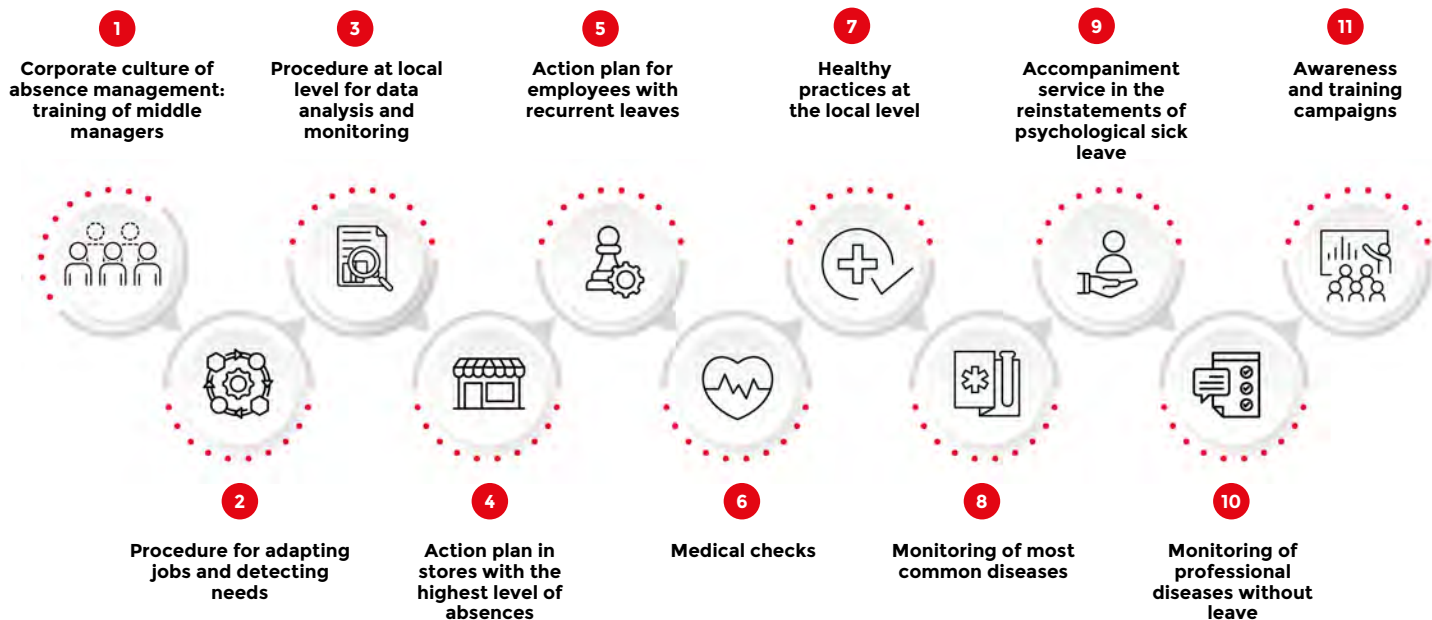 1
Corporate culture of
absence management:
training of middle
managers
2
Procedure for adapting
jobs and detecting
needs
3
Procedure at local
level for data
analysis and
monitoring
4
Action plan in
stores with the
highest level of
absences
5
Action plan for
employees with
recurrent leaves
6
Medical checks
7
Healthy
practices at
the local level
8
Monitoring of most
common diseases
9
Accompaniment
service in the
reinstatements of
psychological sick
leave
10
Monitoring of
professional
diseases without
leave
11
Awareness
and training
campaigns